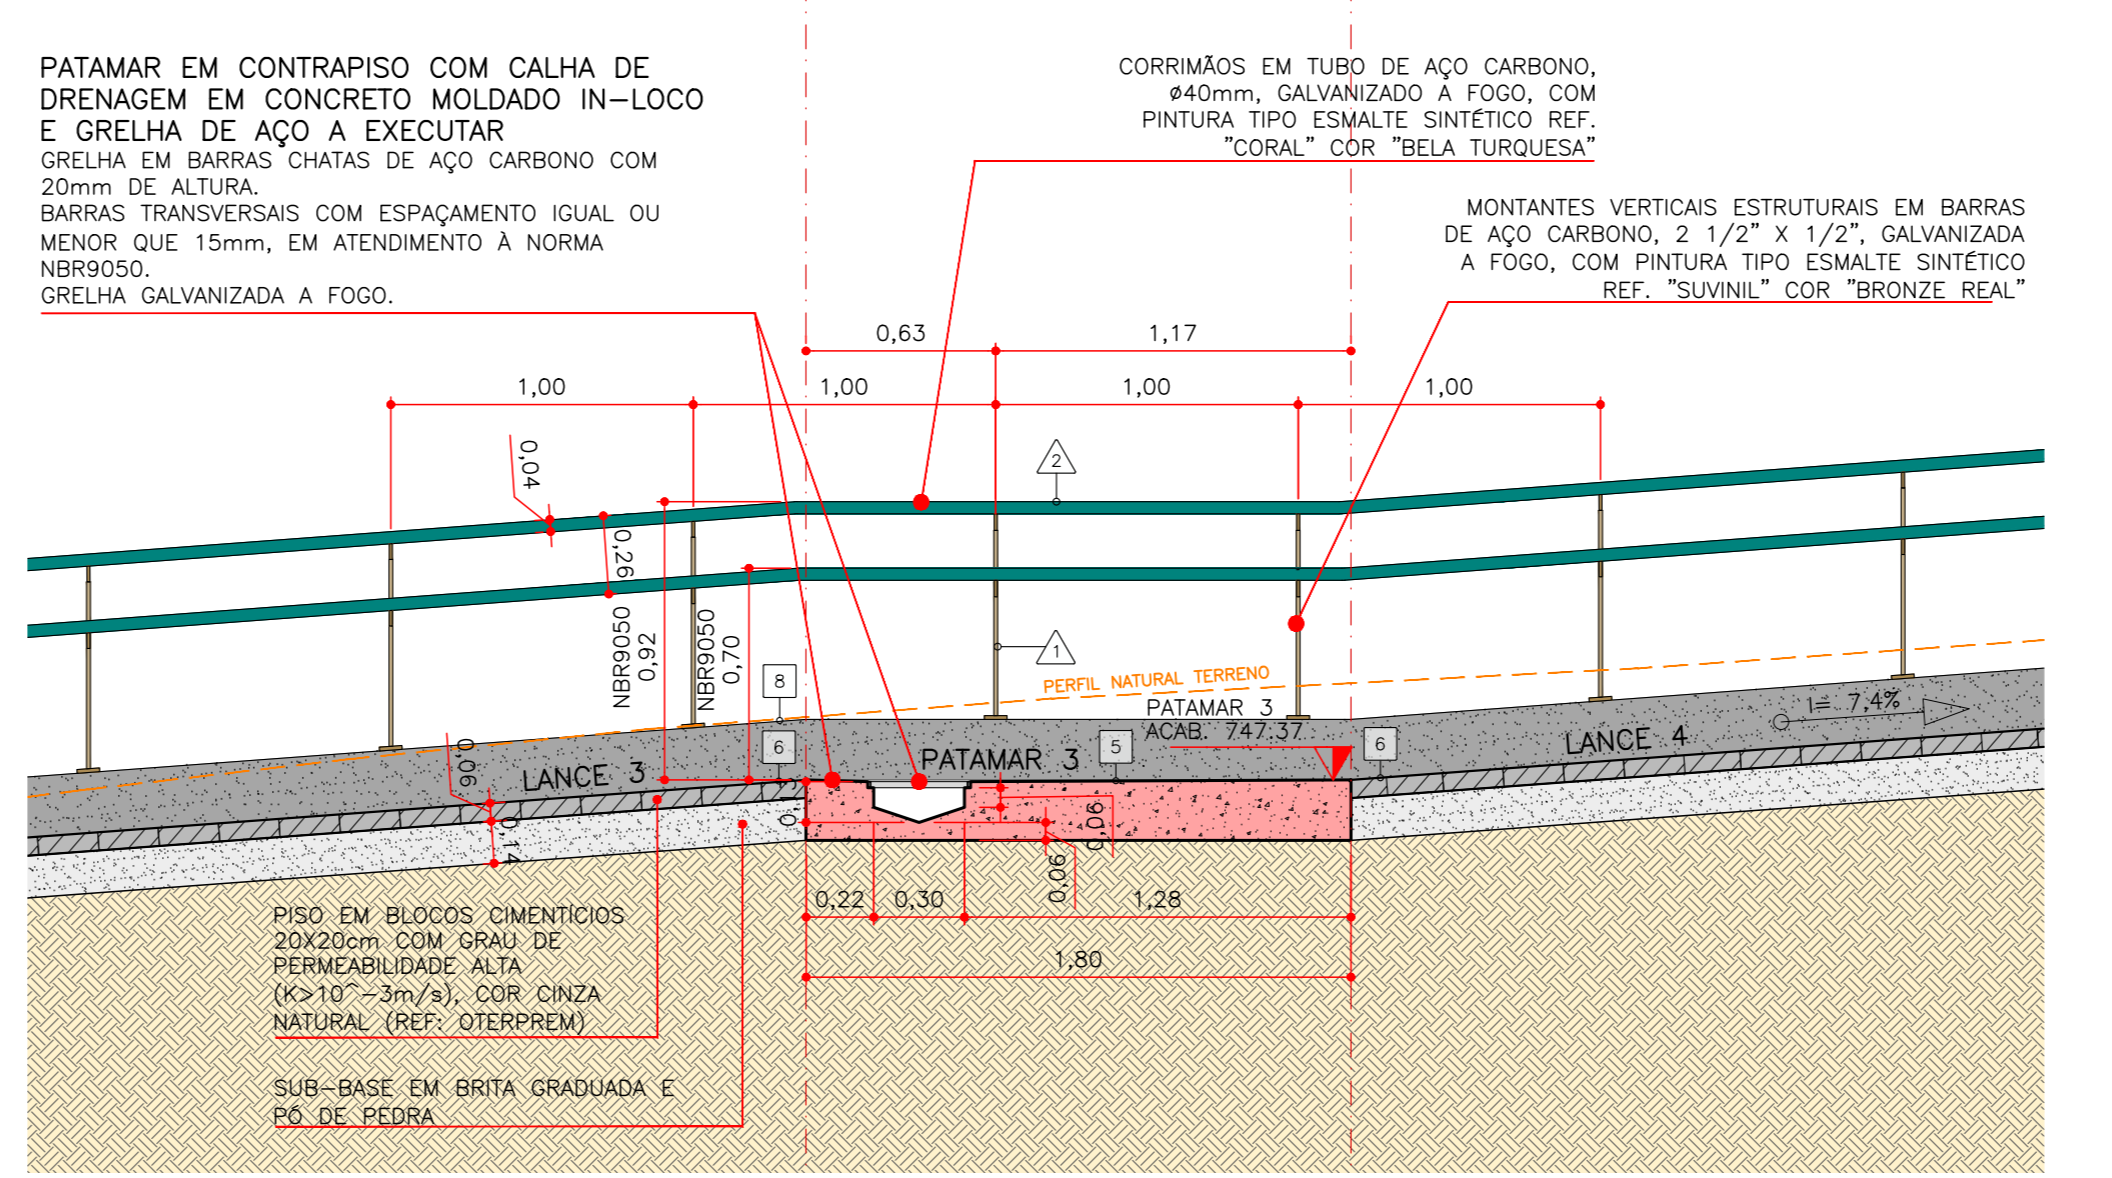 PATAMAR EM CONTRAPISO COM CALHA DE
DRENAGEM EM CONCRETO MOLDADO IN-LOCO
E GRELHA DE AÇO A EXECUTAR
GRELHA EM BARRAS CHATAS DE AÇO CARBONO COM
20mm DE ALTURA.
BARRAS TRANSVERSAIS COM ESPAÇAMENTO IGUAL OU
MENOR QUE 15mm, EM ATENDIMENTO À NORMA
NBR9050.
GRELHA GALVANIZADA A FOGO.
CORRIMÃOS EM TUBO DE AÇO CARBONO,
ø40mm, GALVANIZADO A FOGO, COM
PINTURA TIPO ESMALTE SINTÉTICO REF.
"CORAL" COR "BELA TURQUESA"
MONTANTES VERTICAIS ESTRUTURAIS EM BARRAS
DE AÇO CARBONO, 2 1/2" X 1/2", GALVANIZADA
A FOGO, COM PINTURA TIPO ESMALTE SINTÉTICO
REF. "SUVINIL" COR "BRONZE REAL"
0,63 1,17
1,00 1,00 1,00 1,00
0,04
2
0,26
NBR9050
0,92
NBR9050
0,70
1
8
PERFIL NATURAL TERRENO
PATAMAR 3
ACAB. 747.37
I= 7,4%
6
5
6
PATAMAR 3
LANCE 3
LANCE 4
0,06
0,14
0,06
0,06
0,22 0,30 1,28
1,80
PISO EM BLOCOS CIMENTÍCIOS
20X20cm COM GRAU DE
PERMEABILIDADE ALTA
(K>10^-3m/s), COR CINZA
NATURAL (REF: OTERPREM)
SUB-BASE EM BRITA GRADUADA E
PÓ DE PEDRA